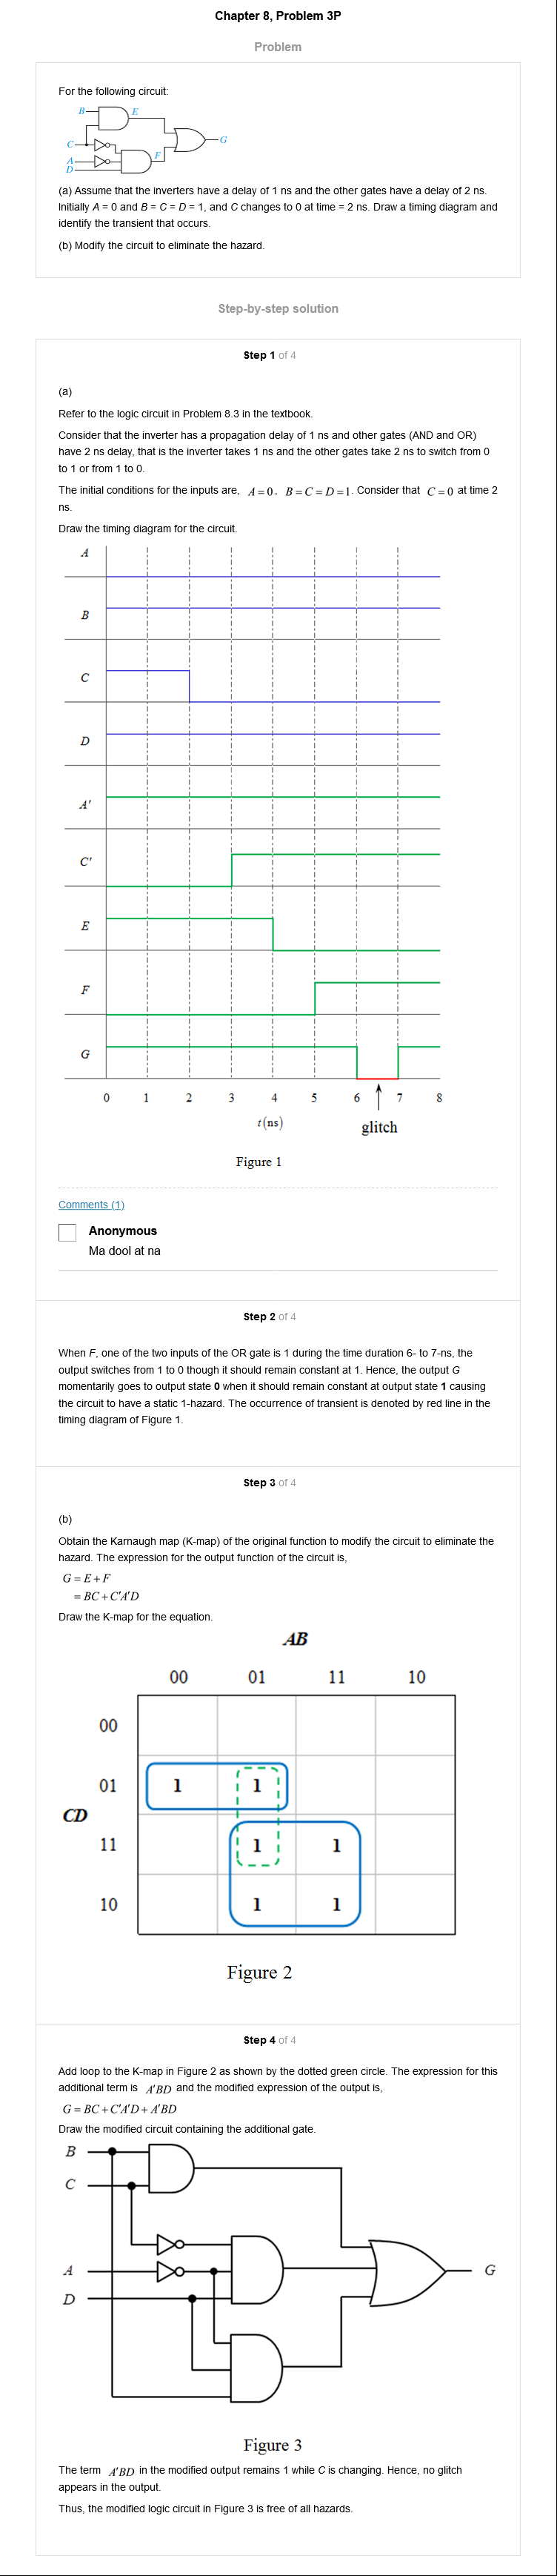 Chapter 8, Problem 3P
Problem
For the following circuit:
B
E
C
G
A
F
D
(a) Assume that the inverters have a delay of 1 ns and the other gates have a delay of 2 ns.
Initially A = 0 and B = C = D = 1, and C changes to 0 at time = 2 ns. Draw a timing diagram and
identify the transient that occurs.
(b) Modify the circuit to eliminate the hazard.
Step-by-step solution
Step 1 of 4
(a)
Refer to the logic circuit in Problem 8.3 in the textbook.
Consider that the inverter has a propagation delay of 1 ns and other gates (AND and OR)
have 2 ns delay, that is the inverter takes 1 ns and the other gates take 2 ns to switch from 0
to 1 or from 1 to 0.
The initial conditions for the inputs are, A=0, B=C=D=1. Consider that C=0 at time 2
ns.
Draw the timing diagram for the circuit.
A
B
C
D
A'
C'
E
F
G
0 1 2 3 4 5 6 7 8
t(ns)
glitch
Figure 1
Comments (1)
Anonymous
Ma dool at na
Step 2 of 4
When F, one of the two inputs of the OR gate is 1 during the time duration 6- to 7-ns, the
output switches from 1 to 0 though it should remain constant at 1. Hence, the output G
momentarily goes to output state 0 when it should remain constant at output state 1 causing
the circuit to have a static 1-hazard. The occurrence of transient is denoted by red line in the
timing diagram of Figure 1.
Step 3 of 4
(b)
Obtain the Karnaugh map (K-map) of the original function to modify the circuit to eliminate the
hazard. The expression for the output function of the circuit is,
G = E + F
= BC + C'A'D
Draw the K-map for the equation.
AB
00 01 11 10
00
01 1 1
CD
11 1 1
10 1 1
Figure 2
Step 4 of 4
Add loop to the K-map in Figure 2 as shown by the dotted green circle. The expression for this
additional term is A'BD and the modified expression of the output is,
G = BC + C'A'D + A'BD
Draw the modified circuit containing the additional gate.
B
C
A
G
D
Figure 3
The term A'BD in the modified output remains 1 while C is changing. Hence, no glitch
appears in the output.
Thus, the modified logic circuit in Figure 3 is free of all hazards.